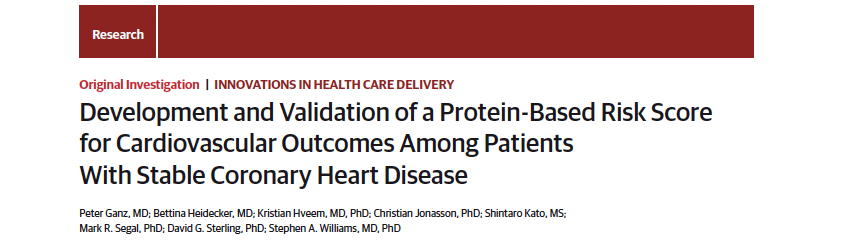 Research
Original Investigation | INNOVATIONS IN HEALTH CARE DELIVERY
Development and Validation of a Protein-Based Risk Score
for Cardiovascular Outcomes Among Patients
With Stable Coronary Heart Disease
Peter Ganz, MD; Bettina Heidecker, MD; Kristian Hveem, MD, PhD; Christian Jonasson, PhD; Shintaro Kato, MS;
Mark R. Segal, PhD; David G. Sterling, PhD; Stephen A. Williams, MD, PhD